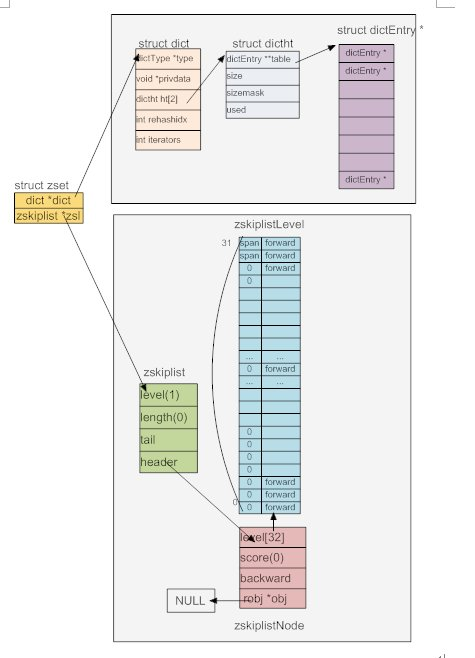 struct dictEntry *
struct dict
struct dictht
dictType *type
void *privdata
dictht ht[2]
int rehashidx
int iterators
dictEntry **table
size
sizemask
used
dictEntry *
dictEntry *
dictEntry *
struct zset
dict *dict
zskiplist *zsl
zskiplistLevel
31
span forward
span forward
0 forward
0
... ...
0 forward
... ...
0
0
0
0
0 forward
0 forward
0
0 forward
zskiplist
level(1)
length(0)
tail
header
level[32]
score(0)
backward
robj *obj
NULL
zskiplistNode